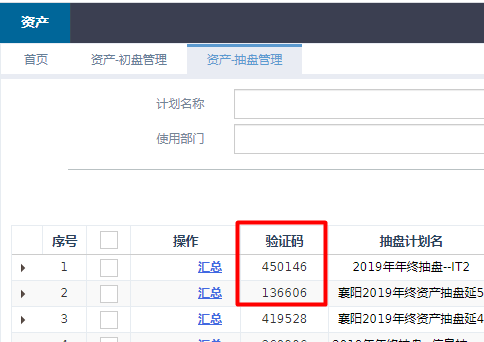 资产
首页 资产-初盘管理 资产-抽盘管理
计划名称
使用部门
序号 操作 验证码 抽盘计划名
1 汇总 450146 2019年年终抽盘--IT2
2 汇总 136606 襄阳2019年终资产抽盘延5
3 汇总 419528 襄阳2019年终资产抽盘延4